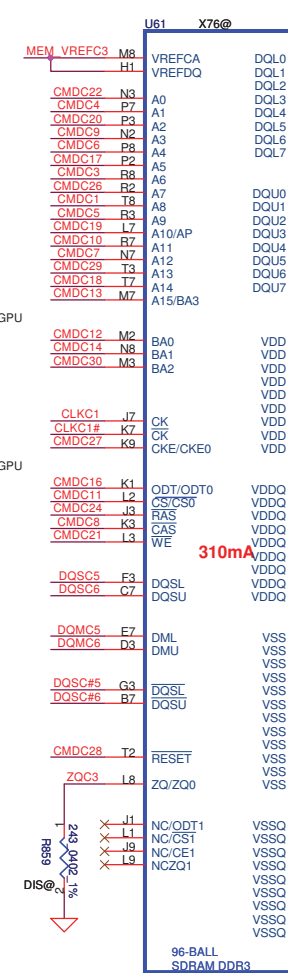 U61 X76@
MEM_VREFC3 M8 VREFCA DQL0
H1 VREFDQ DQL1
DQL2
CMDC22 N3 A0 DQL3
CMDC4 P7 A1 DQL4
CMDC20 P3 A2 DQL5
CMDC9 N2 A3 DQL6
CMDC6 P8 A4 DQL7
CMDC17 P2 A5
CMDC3 R8 A6
CMDC26 R2 A7 DQU0
CMDC1 T8 A8 DQU1
CMDC5 R3 A9 DQU2
CMDC19 L7 A10/AP DQU3
CMDC10 R7 A11 DQU4
CMDC7 N7 A12 DQU5
CMDC29 T3 A13 DQU6
CMDC18 T7 A14 DQU7
CMDC13 M7 A15/BA3
GPU
CMDC12 M2 BA0 VDD
CMDC14 N8 BA1 VDD
CMDC30 M3 BA2 VDD
VDD
VDD
VDD
CLKC1 J7 CK VDD
CLKC1# K7 CK VDD
CMDC27 K9 CKE/CKE0 VDD
GPU
CMDC16 K1 ODT/ODT0 VDDQ
CMDC11 L2 CS/CS0 VDDQ
CMDC24 J3 RAS VDDQ
CMDC8 K3 CAS VDDQ
CMDC21 L3 WE VDDQ
310mA VDDQ
VDDQ
DQSC5 F3 DQSL VDDQ
DQSC6 C7 DQSU VDDQ
DQMC5 E7 DML VSS
DQMC6 D3 DMU VSS
VSS
VSS
DQSC#5 G3 DQSL VSS
DQSC#6 B7 DQSU VSS
VSS
VSS
VSS
CMDC28 T2 RESET VSS
VSS
ZQC3 L8 ZQ/ZQ0 VSS
J1 NC/ODT1 VSSQ
L1 NC/CS1 VSSQ
J9 NC/CE1 VSSQ
L9 NCZQ1 VSSQ
VSSQ
VSSQ
VSSQ
VSSQ
VSSQ
1
243_0402_1%
R859
DIS@
2
96-BALL
SDRAM DDR3